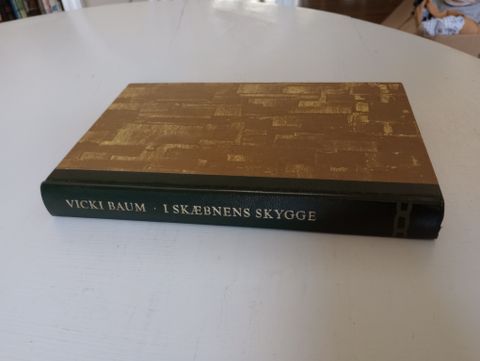 VICKI BAUM · I SKÆBNENS SKYGGE